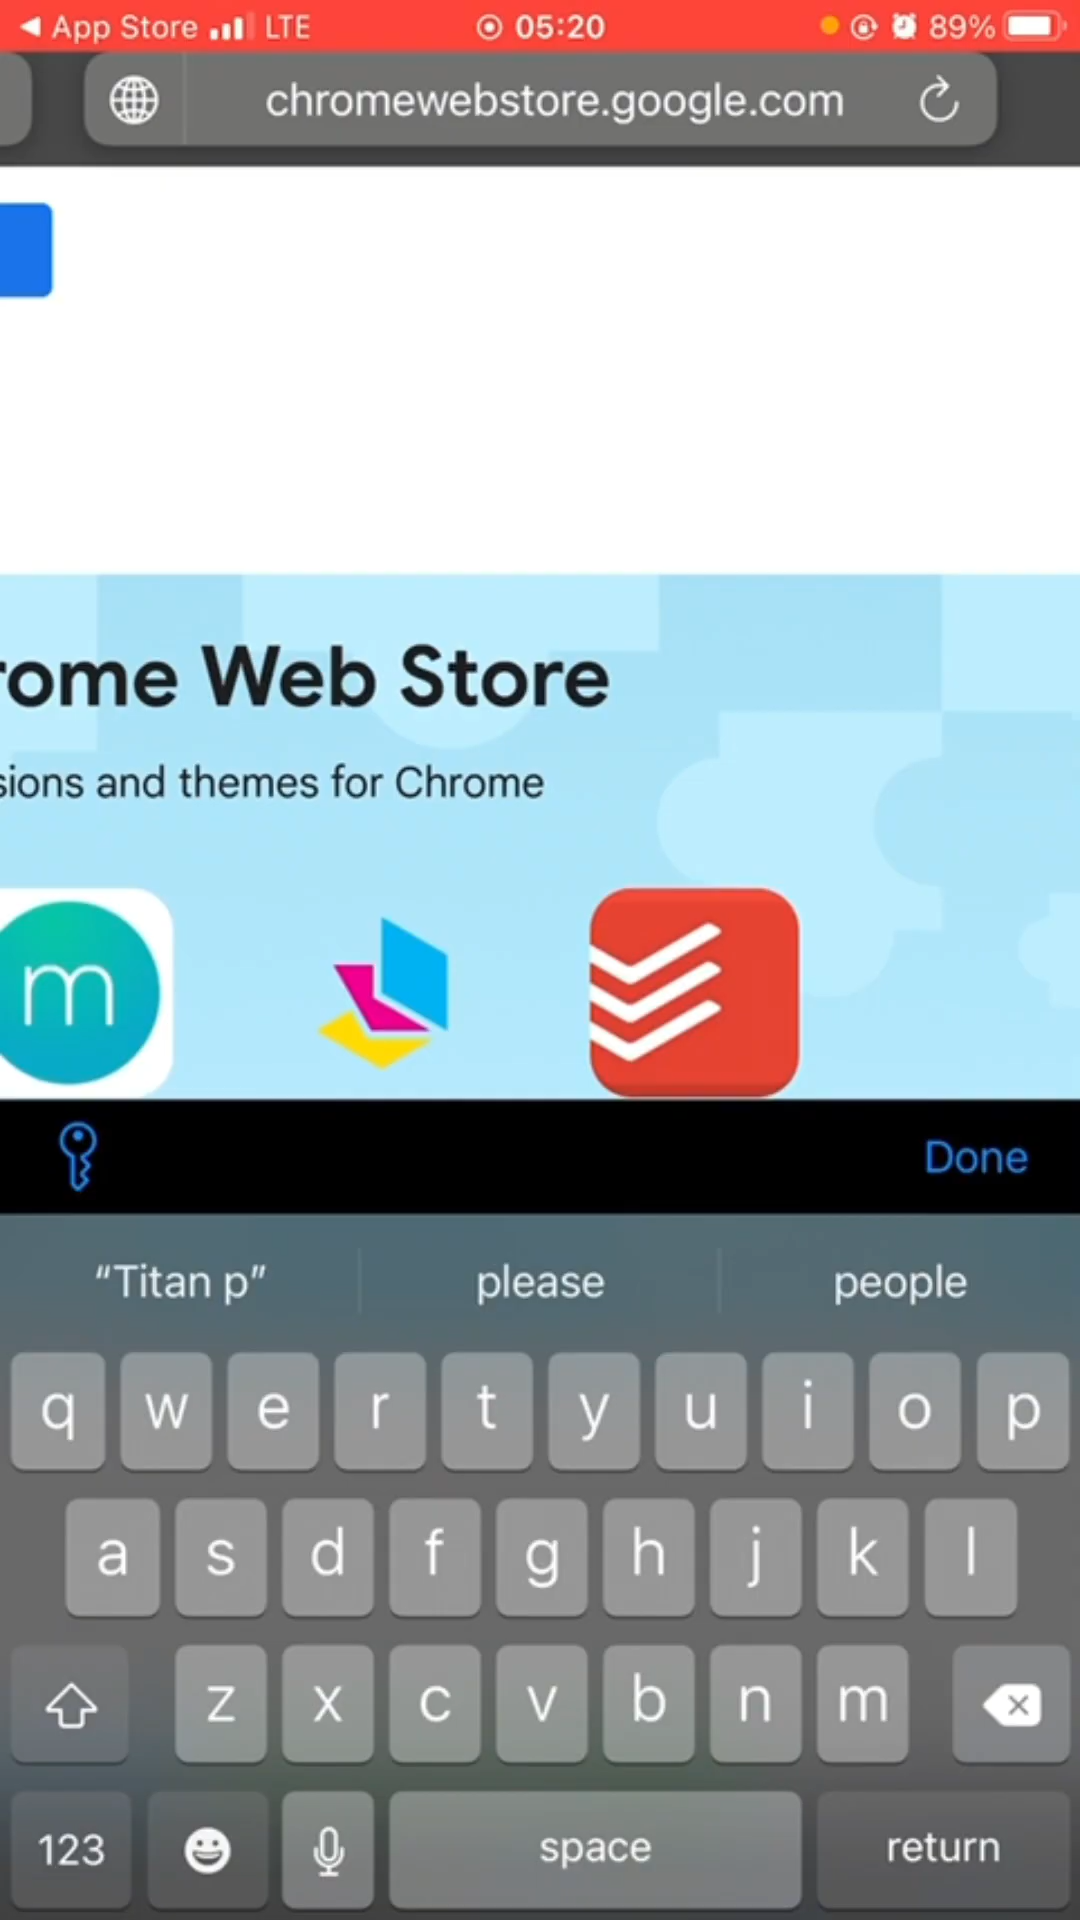 App Store LTE 05:20 89%
chromewebstore.google.com
rome Web Store
sions and themes for Chrome
m
Done
“Titan p” please people
q w e r t y u i o p
a s d f g h j k l
z x c v b n m
123 space return